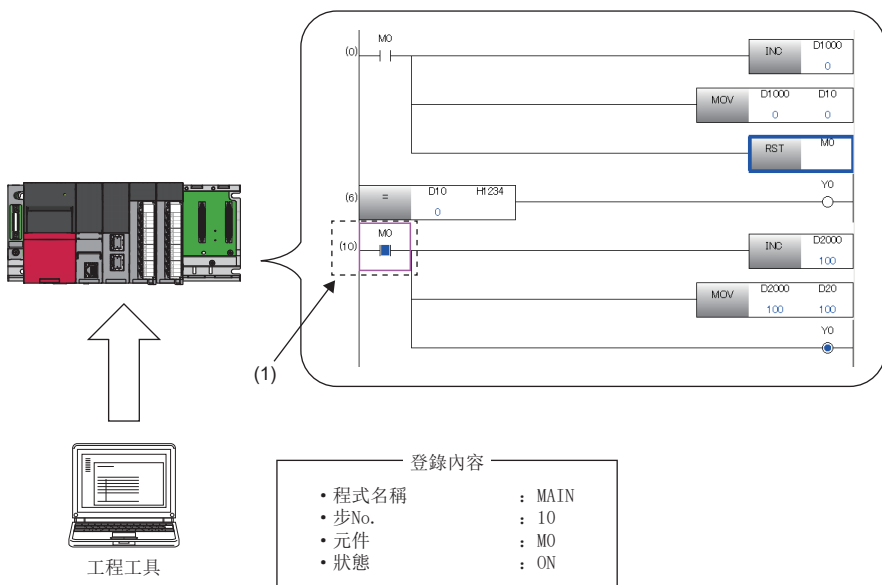 M0
(0)
INC D1000
0
MOV D1000 D10
0 0
RST M0
Y0
(6) = D10 H1234
0
M0
(10)
INC D2000
100
MOV D2000 D20
100 100
Y0
(1)
工程工具
登錄內容
・程式名稱 : MAIN
・步No. : 10
・元件 : M0
・狀態 : ON